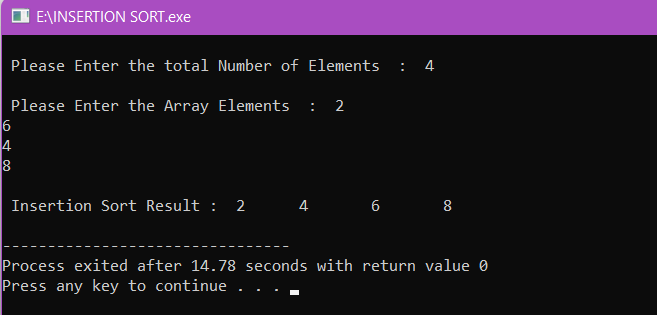 E:\INSERTION SORT.exe
Please Enter the total Number of Elements  :  4
Please Enter the Array Elements  :  2
6
4
8
Insertion Sort Result :  2      4       6       8
--------------------------------
Process exited after 14.78 seconds with return value 0
Press any key to continue . . .